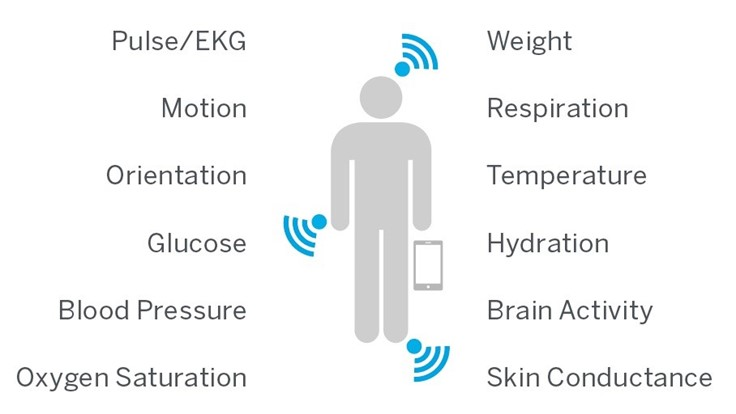 Pulse/EKG
Motion
Orientation
Glucose
Blood Pressure
Oxygen Saturation
Weight
Respiration
Temperature
Hydration
Brain Activity
Skin Conductance